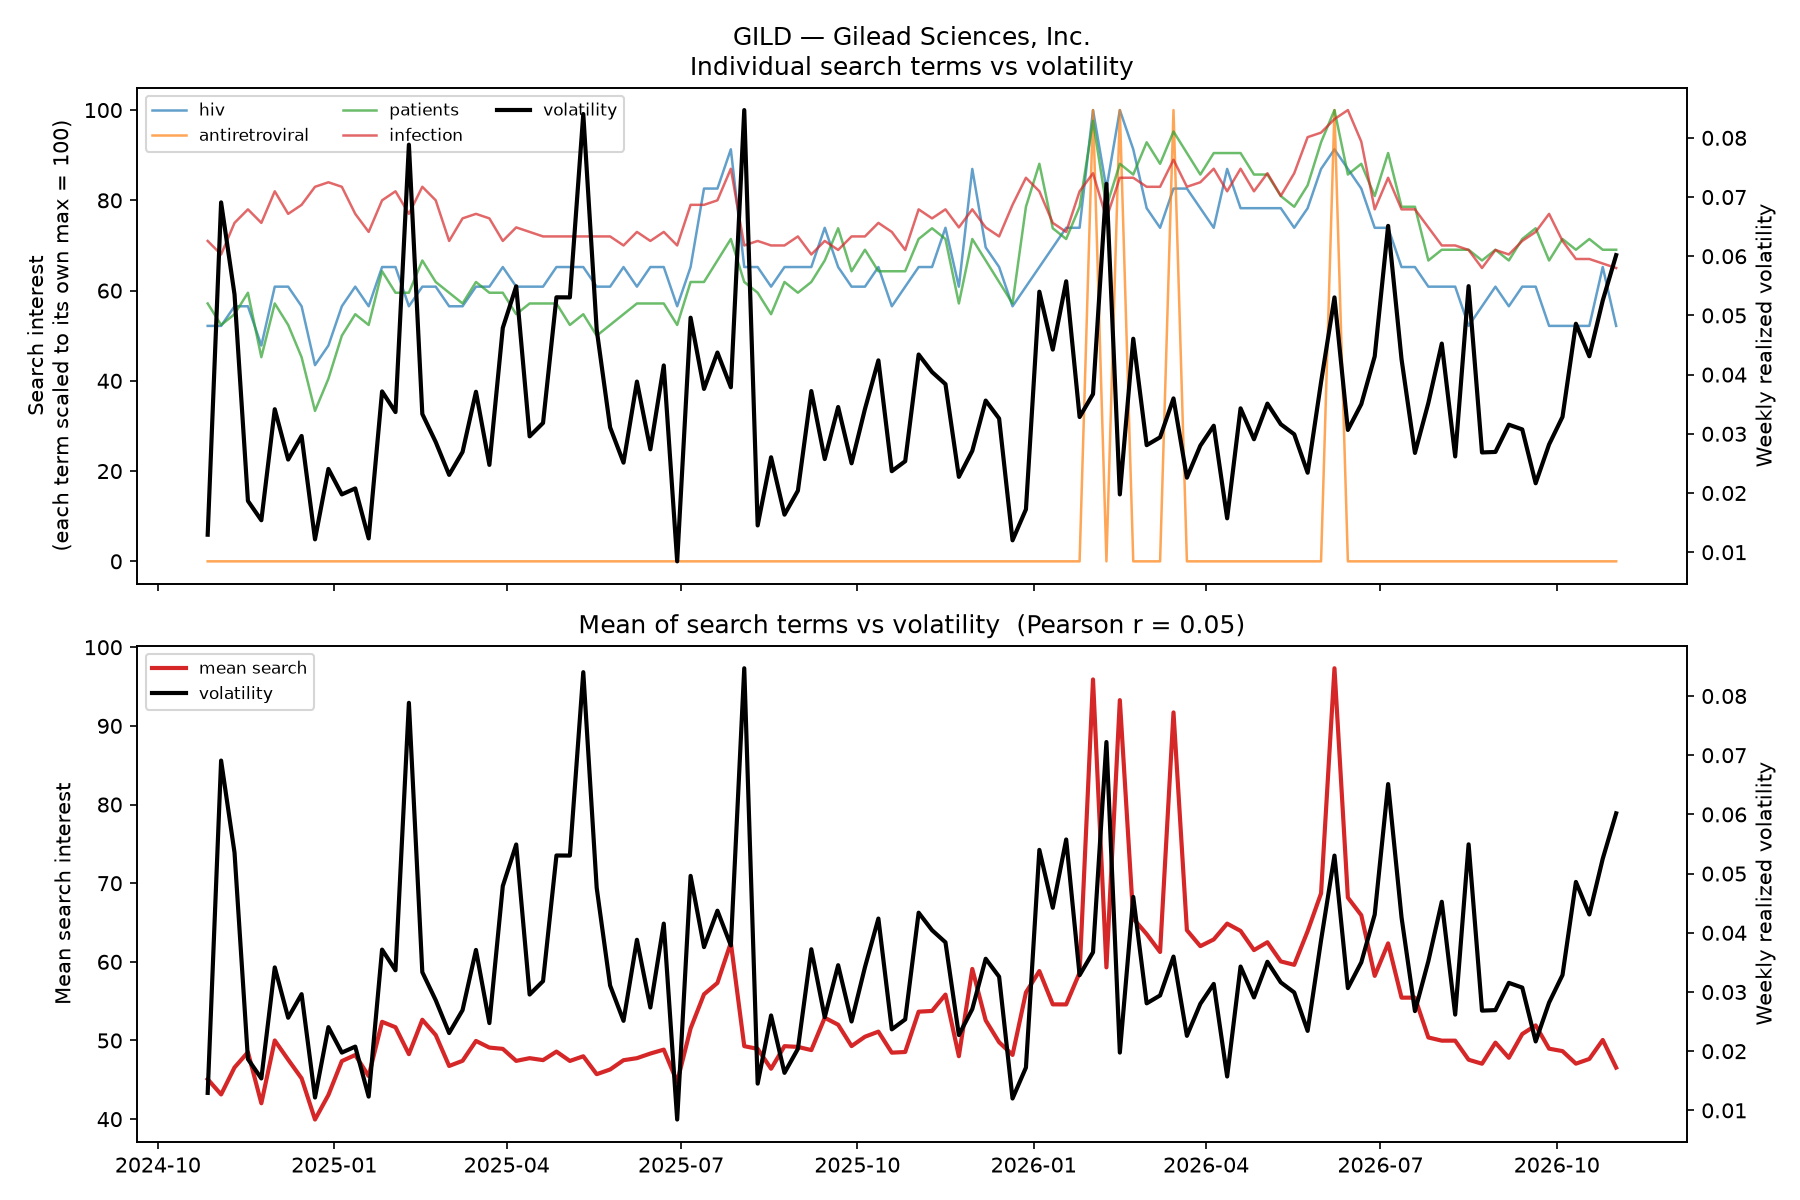 GILD — Gilead Sciences, Inc.
Individual search terms vs volatility
hiv
antiretroviral
patients
infection
volatility
100
80
60
40
20
0
Search interest
(each term scaled to its own max = 100)
0.08
0.07
0.06
0.05
0.04
0.03
0.02
0.01
Weekly realized volatility
Mean of search terms vs volatility (Pearson r = 0.05)
mean search
volatility
100
90
80
70
60
50
40
Mean search interest
0.08
0.07
0.06
0.05
0.04
0.03
0.02
0.01
Weekly realized volatility
2024-10
2025-01
2025-04
2025-07
2025-10
2026-01
2026-04
2026-07
2026-10